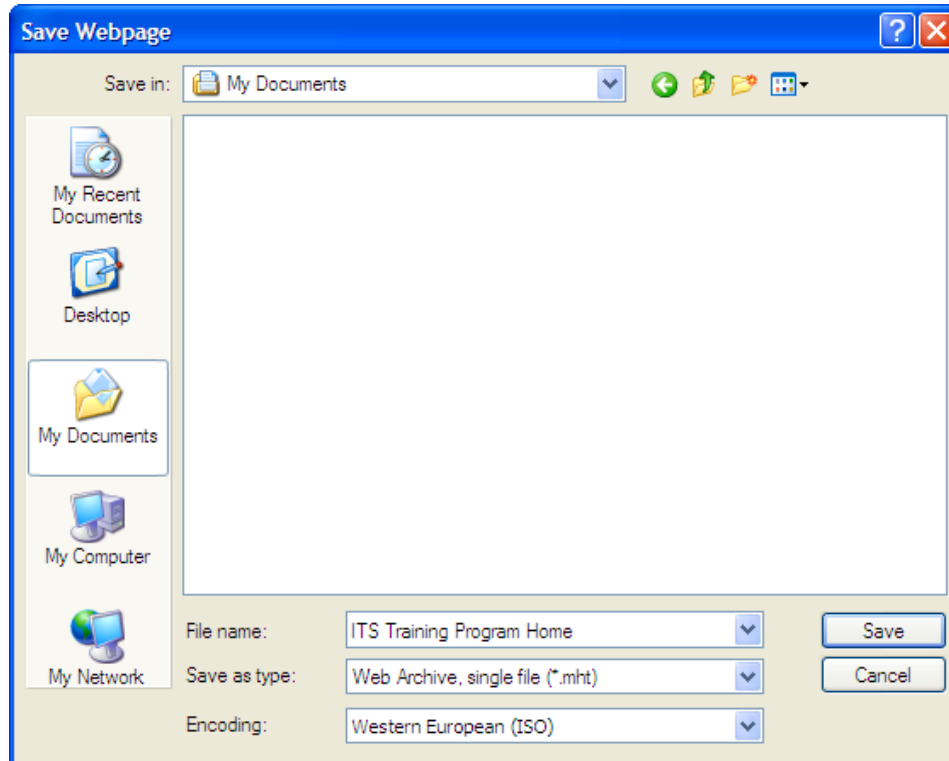 Save Webpage
Save in: My Documents
My Recent
Documents
Desktop
My Documents
My Computer
My Network
File name: ITS Training Program Home Save
Save as type: Web Archive, single file (*.mht) Cancel
Encoding: Western European (ISO)